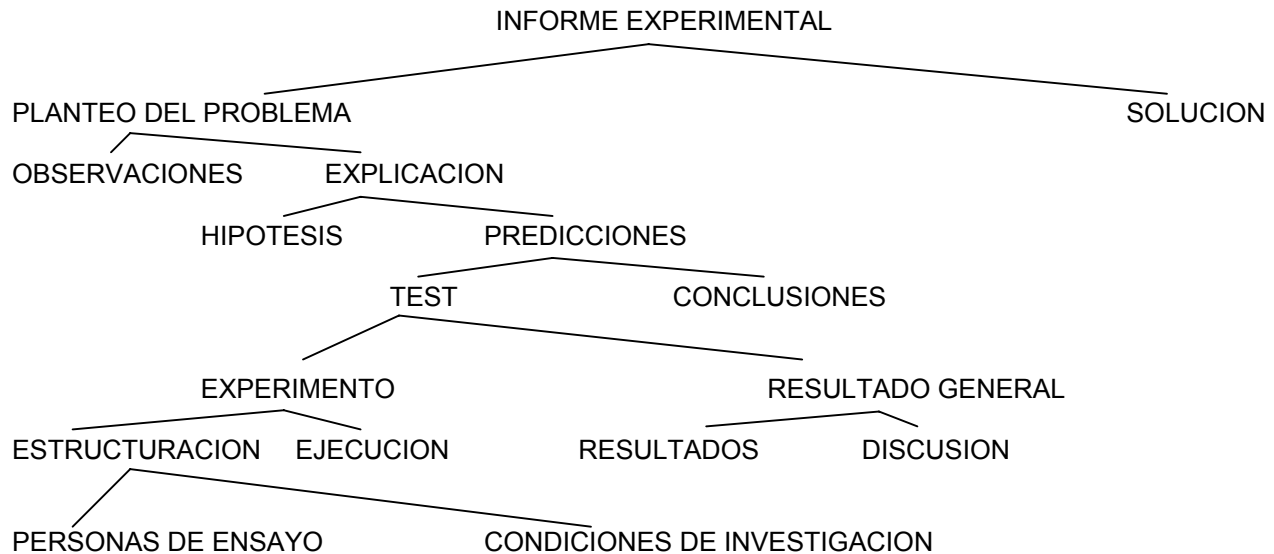 INFORME EXPERIMENTAL
PLANTEO DEL PROBLEMA SOLUCION
OBSERVACIONES EXPLICACION
HIPOTESIS PREDICCIONES
TEST CONCLUSIONES
EXPERIMENTO RESULTADO GENERAL
ESTRUCTURACION EJECUCION RESULTADOS DISCUSION
PERSONAS DE ENSAYO CONDICIONES DE INVESTIGACION